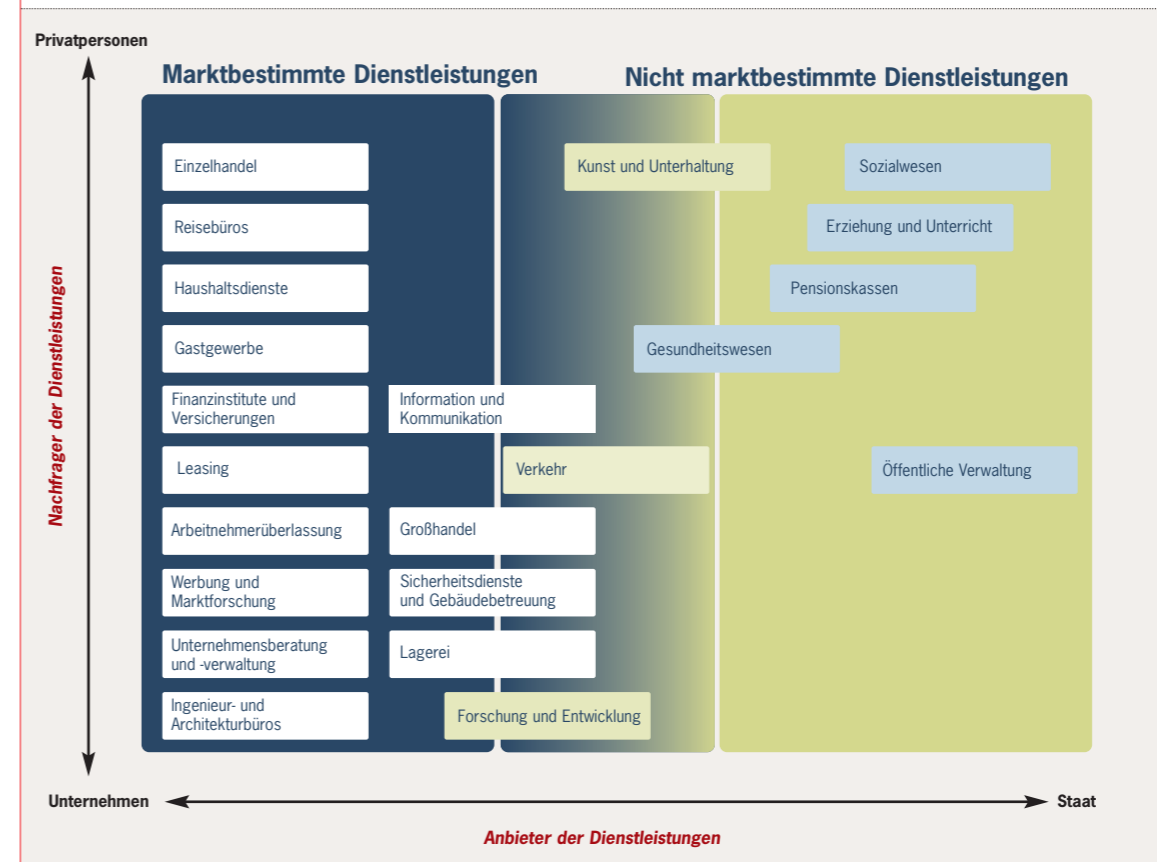 Privatpersonen
Marktbestimmte Dienstleistungen
Nicht marktbestimmte Dienstleistungen
Einzelhandel
Kunst und Unterhaltung
Sozialwesen
Reisebüros
Erziehung und Unterricht
Haushaltsdienste
Pensionskassen
Gastgewerbe
Gesundheitswesen
Finanzinstitute und
Versicherungen
Information und
Kommunikation
Leasing
Verkehr
Öffentliche Verwaltung
Arbeitnehmerüberlassung
Großhandel
Werbung und
Marktforschung
Sicherheitsdienste
und Gebäudebetreuung
Unternehmensberatung
und -verwaltung
Lagerei
Ingenieur- und
Architekturbüros
Forschung und Entwicklung
Nachfrager der Dienstleistungen
Unternehmen
Staat
Anbieter der Dienstleistungen